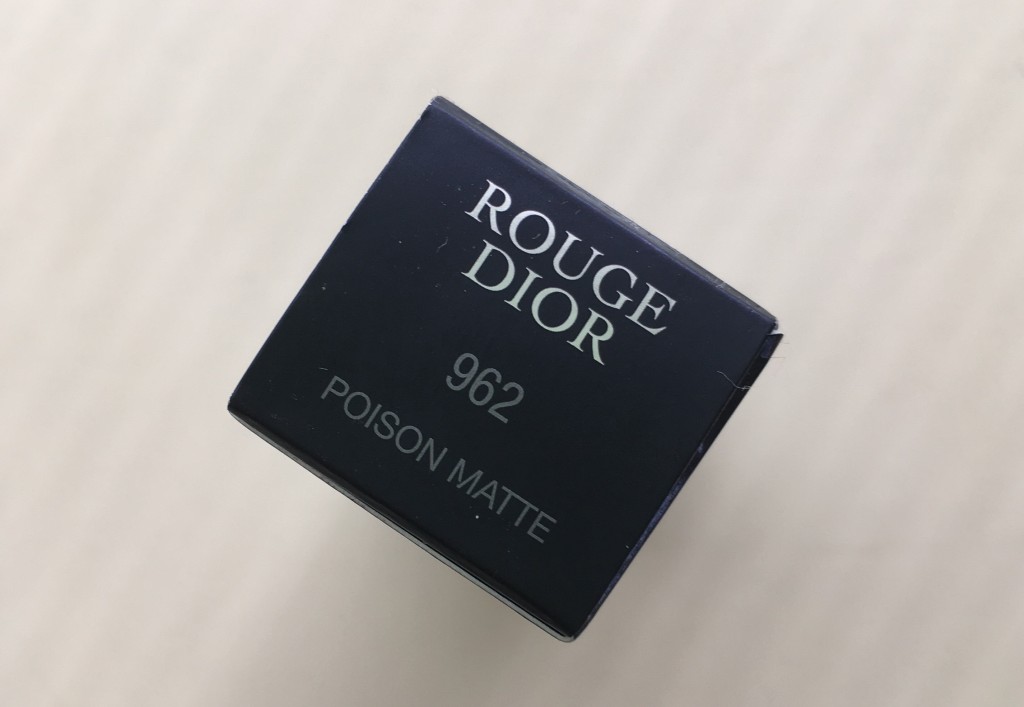 ROUGE
DIOR
962
POISON MATTE